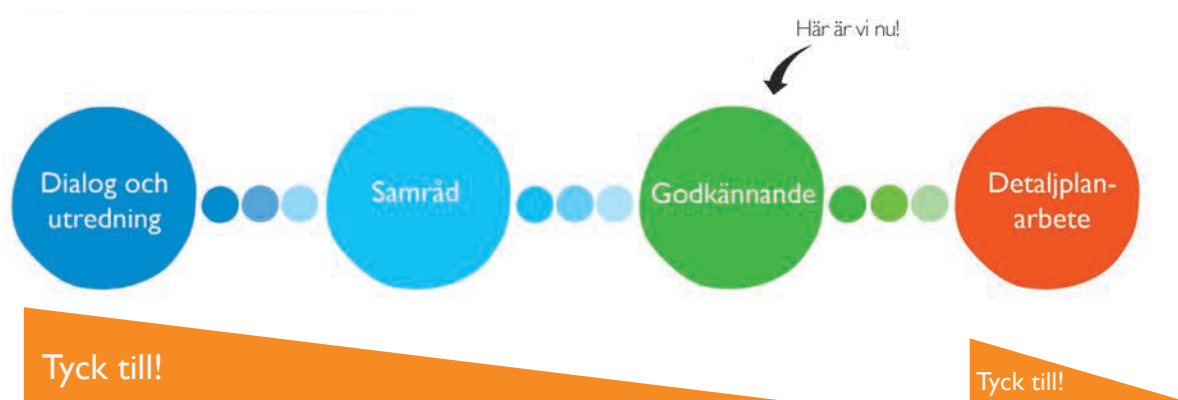 Här är vi nu!
Dialog och
utredning
Samråd
Godkännande
Detaljplan-
arbete
Tyck till!
Tyck till!